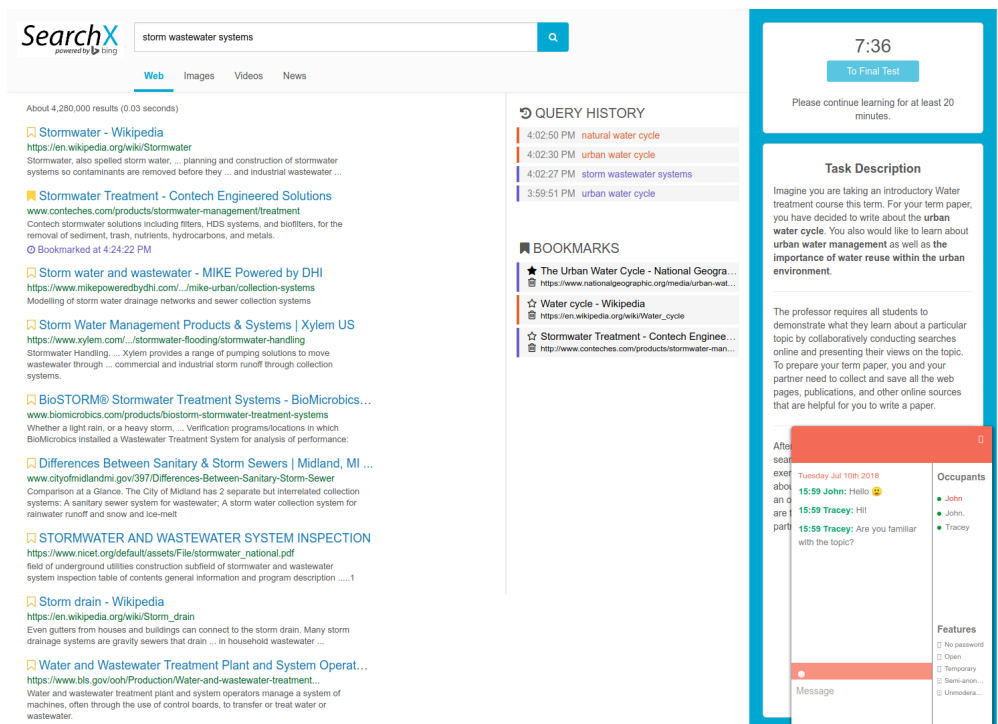 SearchX
powered by bing
storm wastewater systems
Web Images Videos News
About 4,280,000 results (0.03 seconds)
Stormwater - Wikipedia
https://en.wikipedia.org/wiki/Stormwater
Stormwater, also spelled storm water, ... planning and construction of stormwater
systems so contaminants are removed before they ... and industrial wastewater ...
Stormwater Treatment - Contech Engineered Solutions
www.conteches.com/products/stormwater-management/treatment
Contech stormwater solutions including filters, HDS systems, and biofilters, for the
removal of sediment, trash, nutrients, hydrocarbons, and metals.
Bookmarked at 4:24:22 PM
Storm water and wastewater - MIKE Powered by DHI
https://www.mikepoweredbydhi.com/.../mike-urban/collection-systems
Modelling of storm water drainage networks and sewer collection systems
Storm Water Management Products & Systems | Xylem US
https://www.xylem.com/.../stormwater-flooding/stormwater-handling
Stormwater Handling. ... Xylem provides a range of pumping solutions to move
wastewater through ... commercial and industrial storm runoff through collection
systems.
BioSTORM® Stormwater Treatment Systems - BioMicrobics...
www.biomicrobics.com/products/biostorm-stormwater-treatment-systems
Whether a light rain, or a heavy storm, ... Verification programs/locations in which
BioMicrobics installed a Wastewater Treatment System for analysis of performance:
Differences Between Sanitary & Storm Sewers | Midland, MI ...
www.cityofmidlandmi.gov/397/Differences-Between-Sanitary-Storm-Sewer
Comparison at a Glance. The City of Midland has 2 separate but interrelated collection
systems: A sanitary sewer system for wastewater; A storm water collection system for
rainwater runoff and snow and ice-melt
STORMWATER AND WASTEWATER SYSTEM INSPECTION
https://www.nicet.org/default/assets/File/stormwater_national.pdf
field of underground utilities construction subfield of stormwater and wastewater
system inspection table of contents general information and program description .....1
Storm drain - Wikipedia
https://en.wikipedia.org/wiki/Storm_drain
Even gutters from houses and buildings can connect to the storm drain. Many storm
drainage systems are gravity sewers that drain ... in household wastewater ...
Water and Wastewater Treatment Plant and System Operat...
https://www.bls.gov/ooh/Production/Water-and-wastewater-treatment...
Water and wastewater treatment plant and system operators manage a system of
machines, often through the use of control boards, to transfer or treat water or
wastewater.
QUERY HISTORY
4:02:50 PM natural water cycle
4:02:30 PM urban water cycle
4:02:27 PM storm wastewater systems
3:59:51 PM urban water cycle
BOOKMARKS
The Urban Water Cycle - National Geogra...
https://www.nationalgeographic.org/media/urban-wat...
Water cycle - Wikipedia
https://en.wikipedia.org/wiki/Water_cycle
Stormwater Treatment - Contech Enginee...
http://www.conteches.com/products/stormwater-man...
7:36
To Final Test
Please continue learning for at least 20
minutes.
Task Description
Imagine you are taking an introductory Water
treatment course this term. For your term paper,
you have decided to write about the urban
water cycle. You also would like to learn about
urban water management as well as the
importance of water reuse within the urban
environment.
The professor requires all students to
demonstrate what they learn about a particular
topic by collaboratively conducting searches
online and presenting their views on the topic.
To prepare your term paper, you and your
partner need to collect and save all the web
pages, publications, and other online sources
that are helpful for you to write a paper.
Tuesday Jul 10th 2018
15:59 John: Hello
15:59 Tracey: Hi!
15:59 Tracey: Are you familiar
with the topic?
Message
Occupants
John
John.
Tracey
Features
No password
Open
Temporary
Semi-anon...
Unmodera...